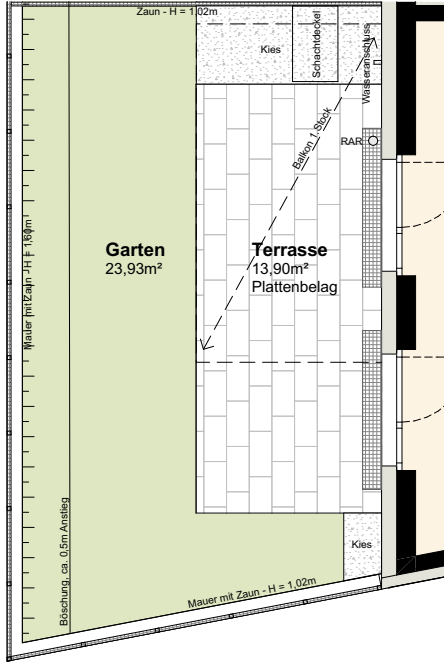 Zaun - H = 1,02m
Kies
Schachtdeckel
Wasseranschluss
Balkon 1.Stock
RAR
Mauer mit Zaun - H = 1,60m
Garten
23,93m²
Terrasse
13,90m²
Plattenbelag
Böschung, ca. 0,5m Anstieg
Kies
Mauer mit Zaun - H = 1,02m